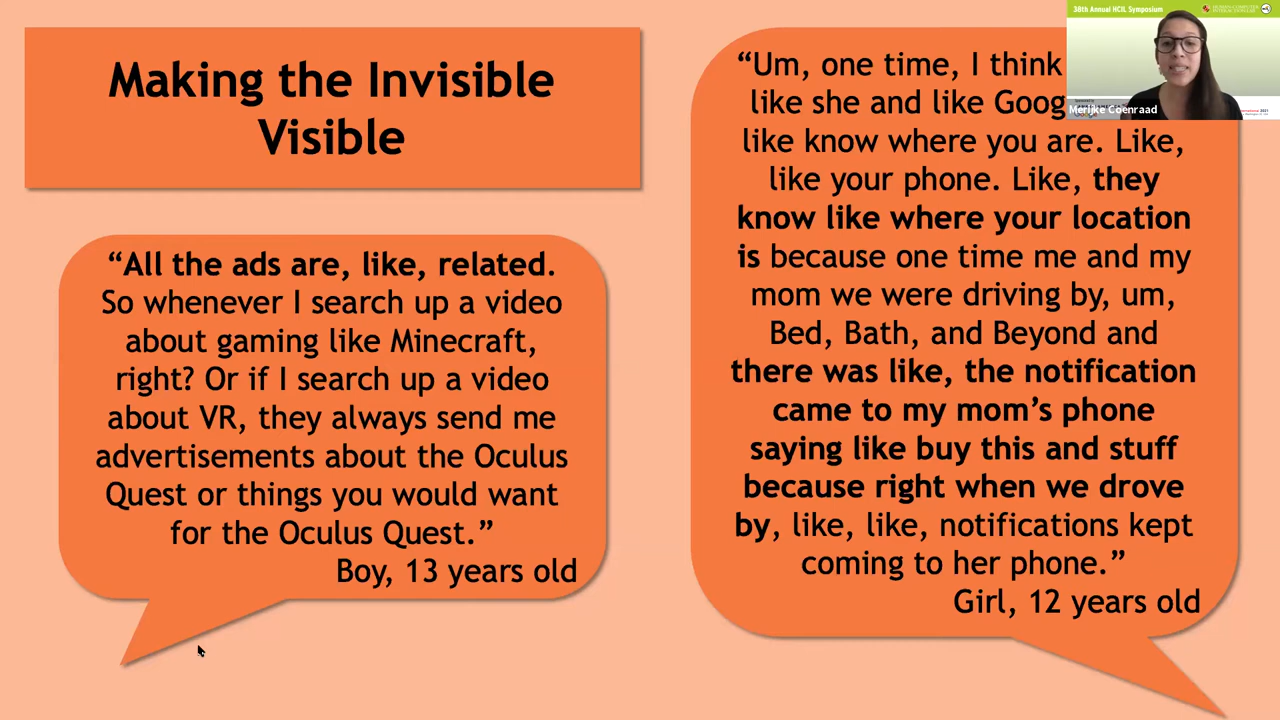 Making the Invisible
Visible
“All the ads are, like, related.
So whenever I search up a video
about gaming like Minecraft,
right? Or if I search up a video
about VR, they always send me
advertisements about the Oculus
Quest or things you would want
for the Oculus Quest.”
Boy, 13 years old
“Um, one time, I think
like she and like Goog
like know where you are. Like,
like your phone. Like, they
know like where your location
is because one time me and my
mom we were driving by, um,
Bed, Bath, and Beyond and
there was like, the notification
came to my mom’s phone
saying like buy this and stuff
because right when we drove
by, like, like, notifications kept
coming to her phone.”
Girl, 12 years old
38th Annual HCIL Symposium
Merijke Coenraad